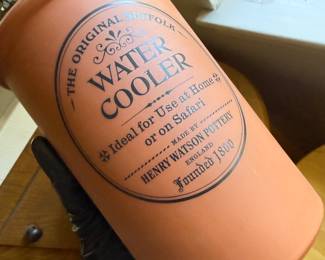 THE ORIGINAL SUFFOLK
WATER
COOLER
Ideal for Use at Home
or on Safari
MADE BY
HENRY WATSON POTTERY
ENGLAND
Founded 1800